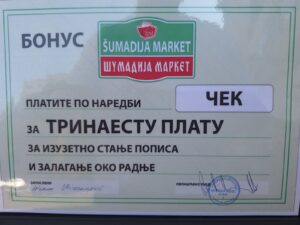 БОНУС
ŠUMADIJA MARKET
ШУМАДИЈА МАРКЕТ
ПЛАТИТЕ ПО НАРЕДБИ
ЧЕК
ЗА ТРИНАЕСТУ ПЛАТУ
ЗА ИЗУЗЕТНО СТАЊЕ ПОПИСА
И ЗАЛАГАЊЕ ОКО РАДЊЕ